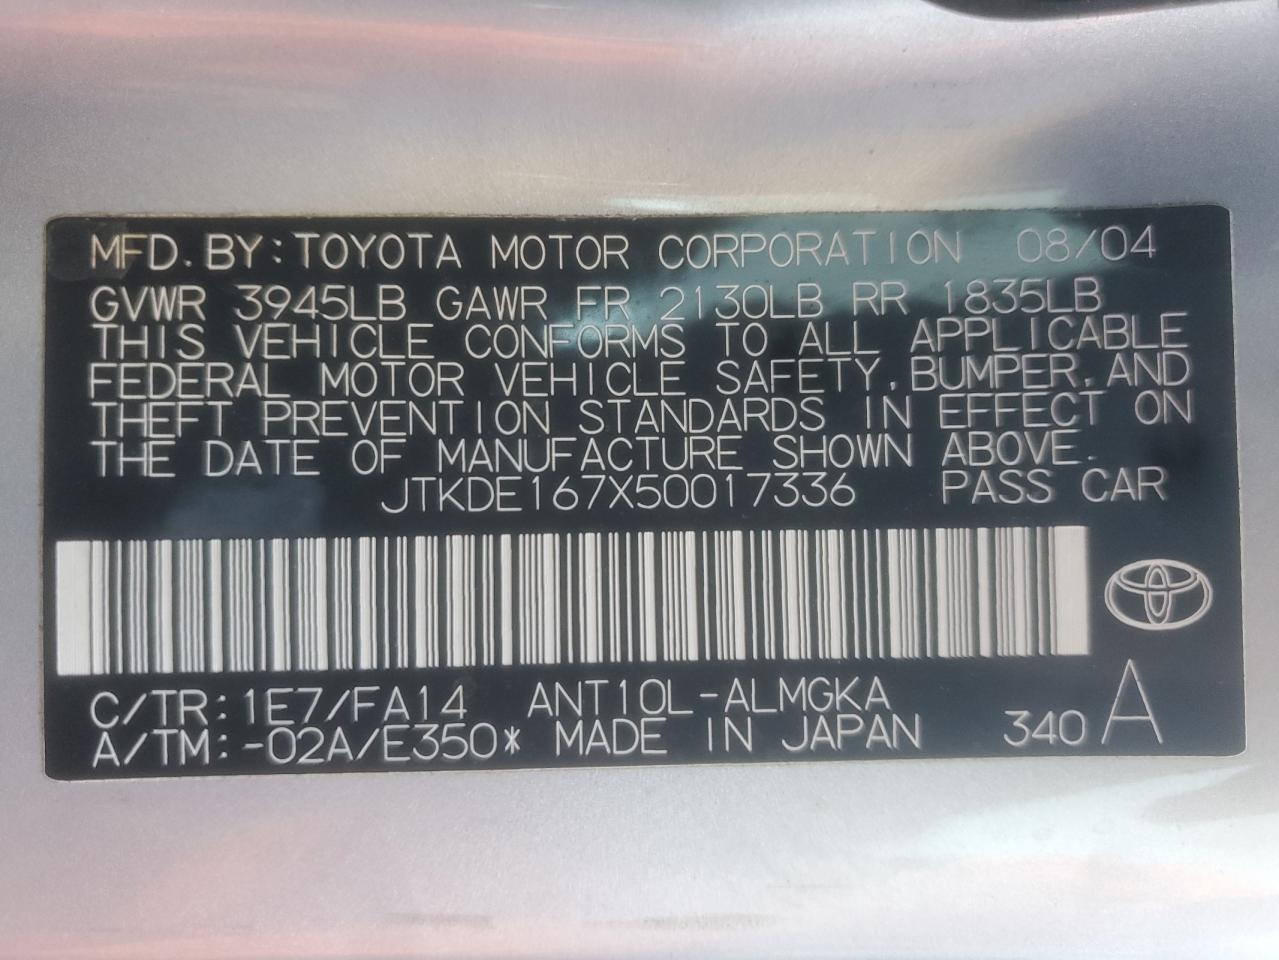 MFD. BY: TOYOTA MOTOR CORPORATION 08/04
GVWR 3945LB GAWR FR 2130LB RR 1835LB
THIS VEHICLE CONFORMS TO ALL APPLICABLE
FEDERAL MOTOR VEHICLE SAFETY, BUMPER, AND
THEFT PREVENTION STANDARDS IN EFFECT ON
THE DATE OF MANUFACTURE SHOWN ABOVE.
JTKDE167X50017336 PASS CAR
C/TR: 1E7/FA14 ANT10L-ALMGKA
A/TM: -02A/E350* MADE IN JAPAN 340 A